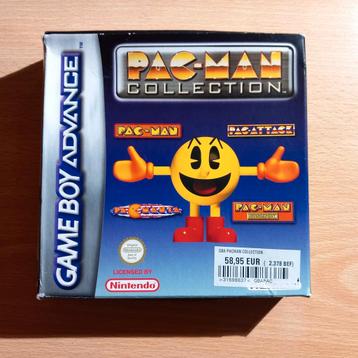 PAC-MAN
COLLECTION
GAME BOY ADVANCE
PAC-MAN
PAC-ATTACK
PAC-MAN
LICENSED BY
Nintendo
GBA PACMAN COLLECTION
58,95 EUR ( 2.378 BEF)